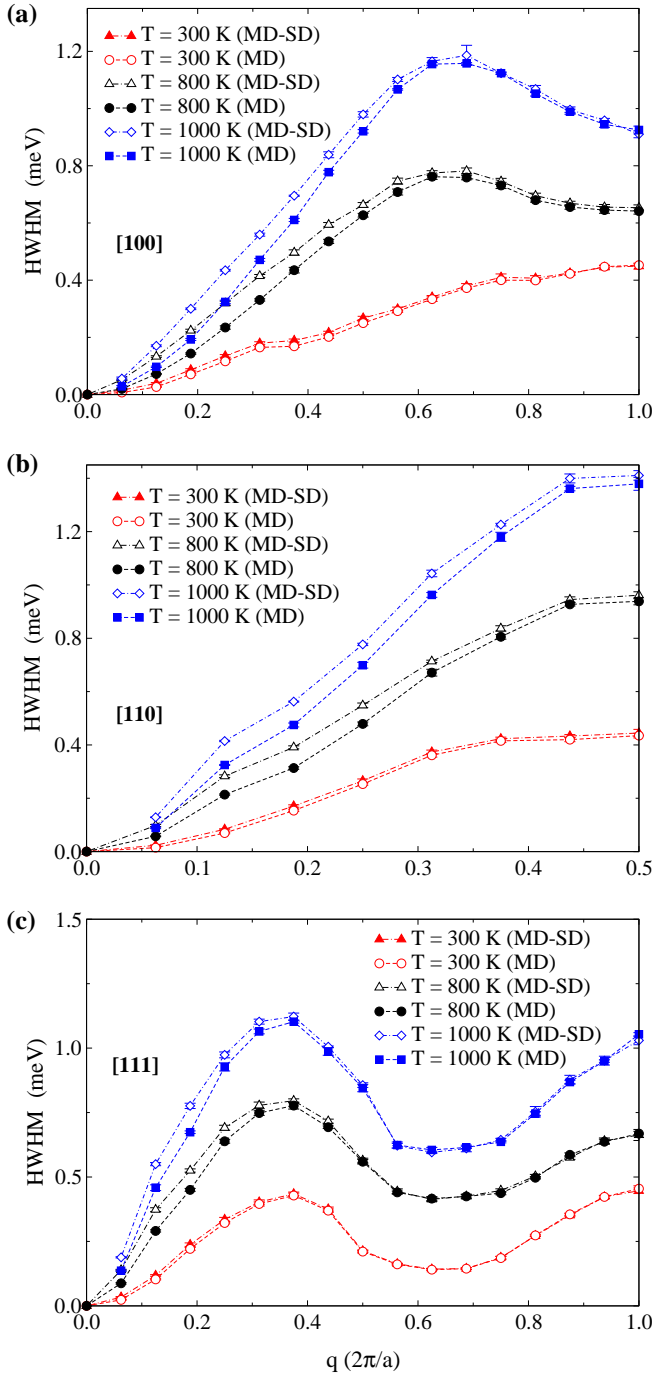 (a)
1.2
0.8
0.4
0.0
HWHM (meV)
T = 300 K (MD-SD)
T = 300 K (MD)
T = 800 K (MD-SD)
T = 800 K (MD)
T = 1000 K (MD-SD)
T = 1000 K (MD)
[100]
0.0 0.2 0.4 0.6 0.8 1.0
(b)
1.2
0.8
0.4
0.0
HWHM (meV)
T = 300 K (MD-SD)
T = 300 K (MD)
T = 800 K (MD-SD)
T = 800 K (MD)
T = 1000 K (MD-SD)
T = 1000 K (MD)
[110]
0.0 0.1 0.2 0.3 0.4 0.5
(c)
1.5
1.0
0.5
0.0
HWHM (meV)
T = 300 K (MD-SD)
T = 300 K (MD)
T = 800 K (MD-SD)
T = 800 K (MD)
T = 1000 K (MD-SD)
T = 1000 K (MD)
[111]
0.0 0.2 0.4 0.6 0.8 1.0
q (2π/a)